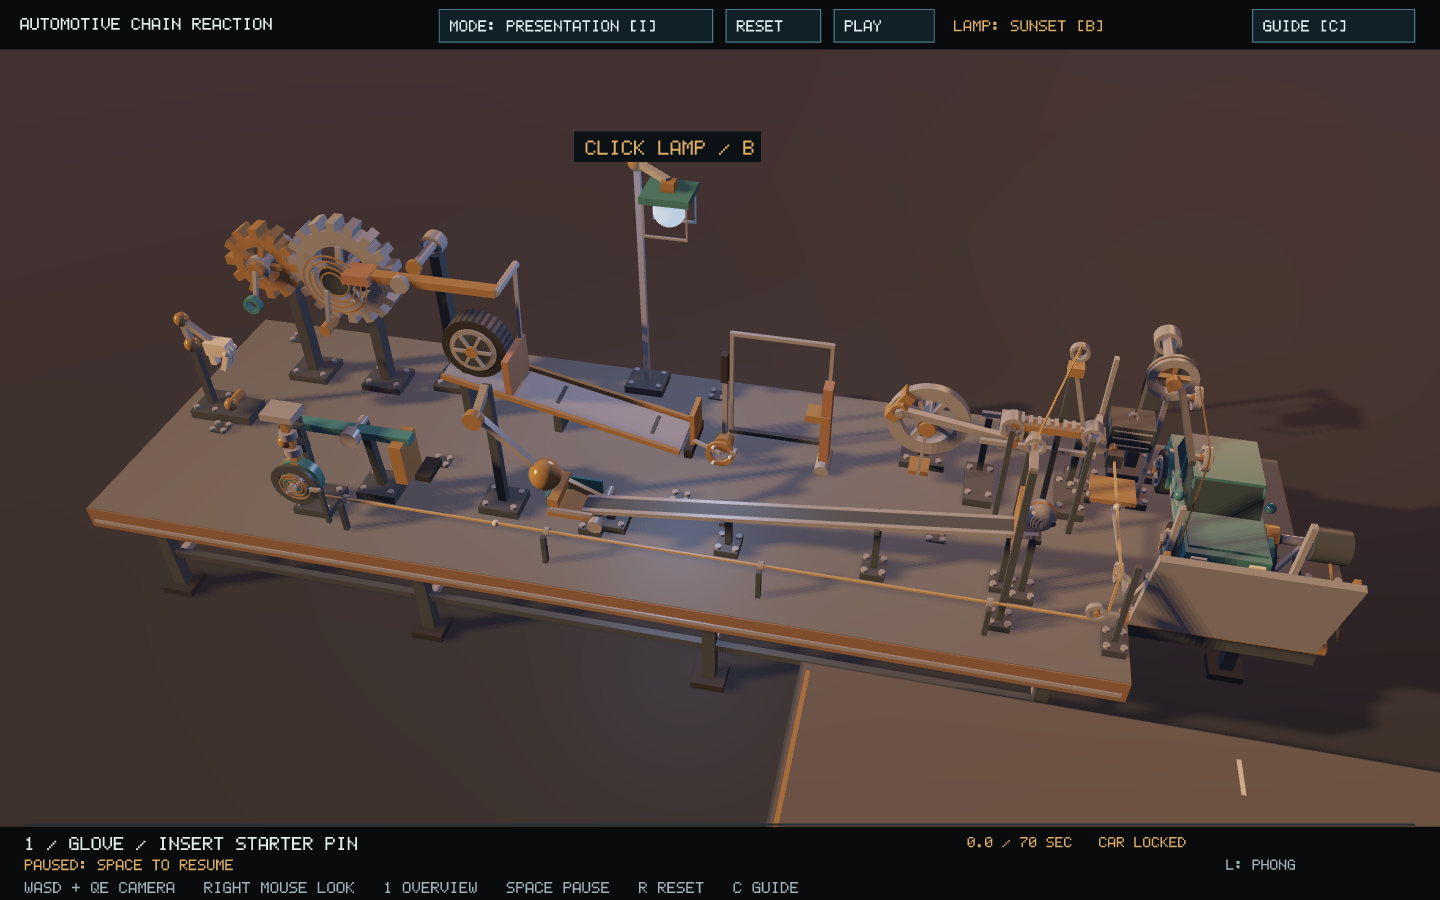 AUTOMOTIVE CHAIN REACTION
MODE: PRESENTATION [I]
RESET
PLAY
LAMP: SUNSET [B]
GUIDE [C]
CLICK LAMP / B
1 / GLOVE / INSERT STARTER PIN
0.0 / 70 SEC CAR LOCKED
PAUSED: SPACE TO RESUME
L: PHONG
WASD + QE CAMERA RIGHT MOUSE LOOK 1 OVERVIEW SPACE PAUSE R RESET C GUIDE